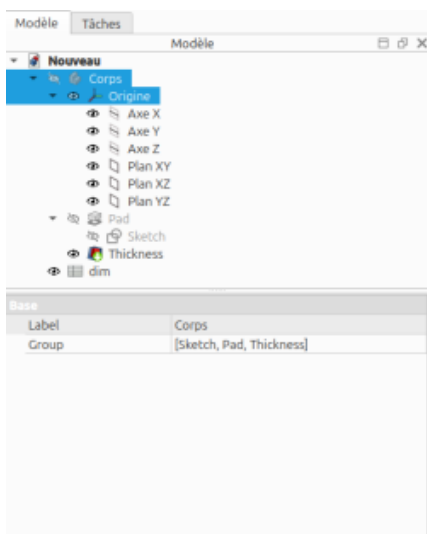 Modèle Tâches
Modèle
Nouveau
Corps
Origine
Axe X
Axe Y
Axe Z
Plan XY
Plan XZ
Plan YZ
Pad
Sketch
Thickness
dim
Base
Label Corps
Group [Sketch, Pad, Thickness]